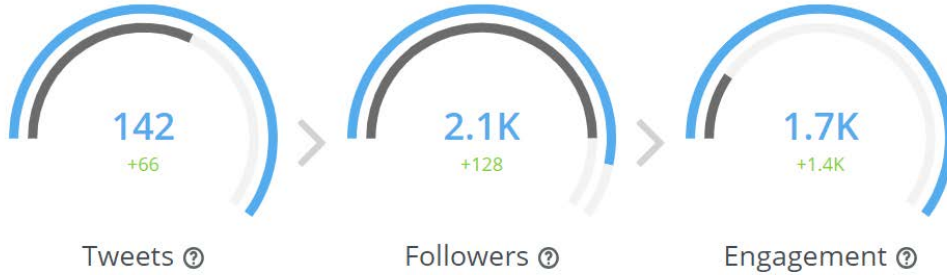 142
+66
Tweets ?
2.1K
+128
Followers ?
1.7K
+1.4K
Engagement ?